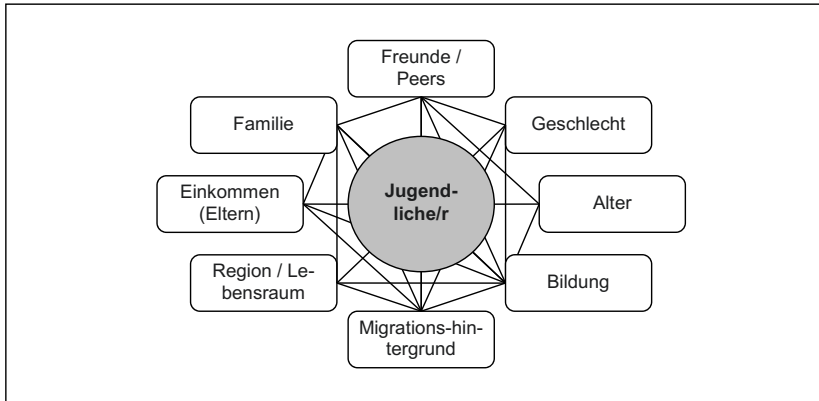 Freunde /
Peers
Familie
Geschlecht
Einkommen
(Eltern)
Jugend-
liche/r
Alter
Region / Le-
bensraum
Bildung
Migrations-hin-
tergrund